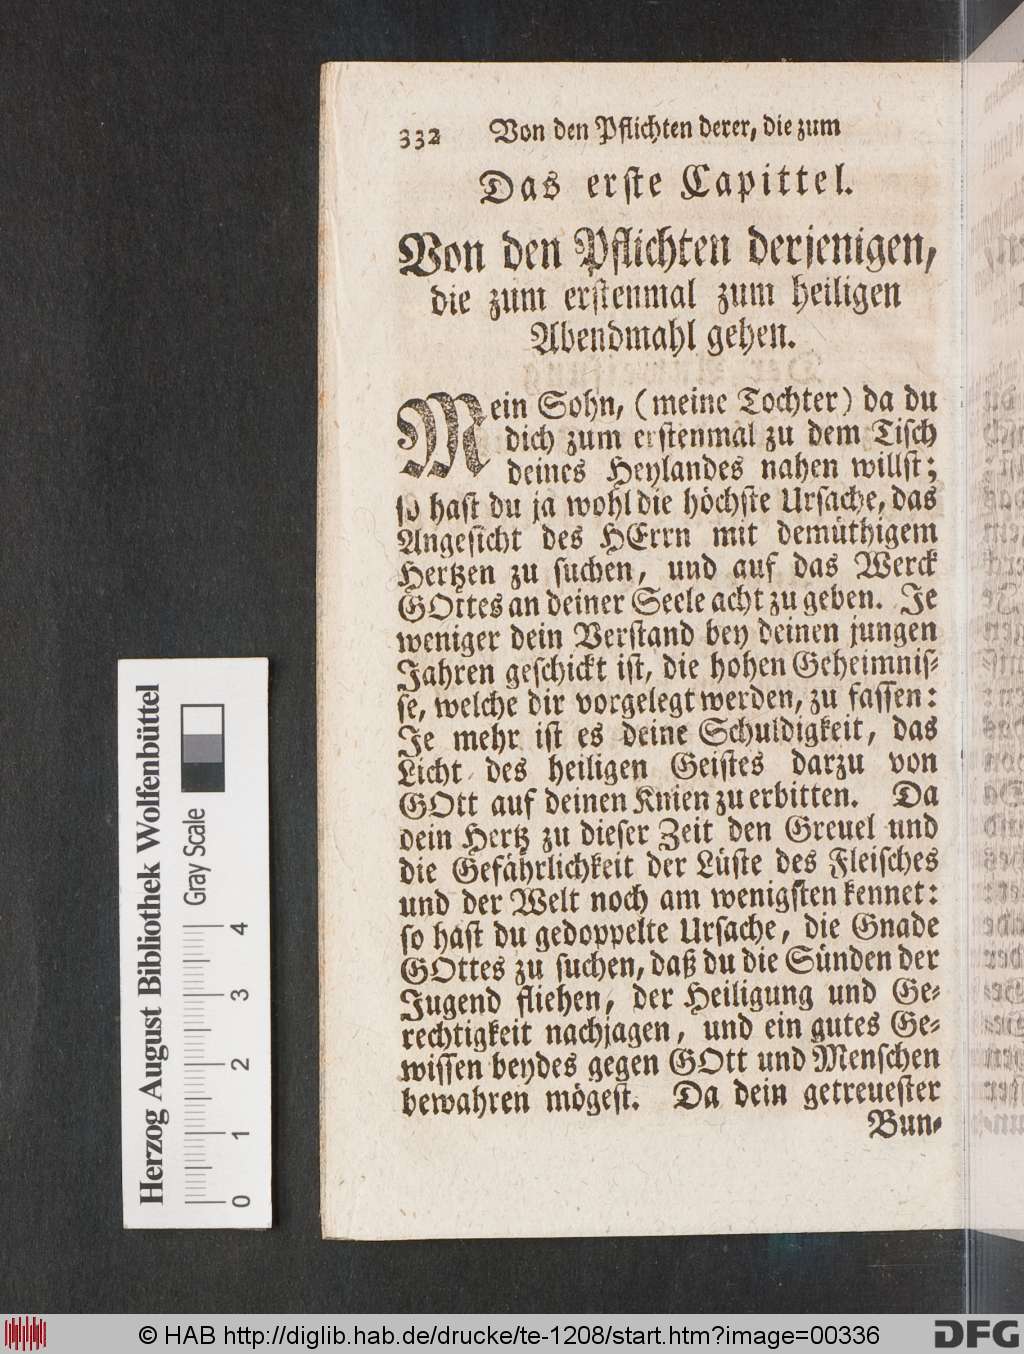 332 Von den Pflichten derer, die zum
Das erste Capittel.
Von den Pflichten derjenigen,
die zum erstenmal zum heiligen
Abendmahl gehen.
Mein Sohn, (meine Tochter) da du
dich zum erstenmal zu dem Tisch
deines Heylandes nahen willst;
so hast du ja wohl die höchste Ursache, das
Angesicht des HErrn mit demüthigem
Hertzen zu suchen, und auf das Werck
GOttes an deiner Seele acht zu geben. Je
weniger dein Verstand bey deinen jungen
Jahren geschickt ist, die hohen Geheimnis-
se, welche dir vorgelegt werden, zu fassen:
Je mehr ist es deine Schuldigkeit, das
Licht des heiligen Geistes darzu von
GOtt auf deinen Knien zu erbitten. Da
dein Hertz zu dieser Zeit den Greuel und
die Gefährlichkeit der Lüste des Fleisches
und der Welt noch am wenigsten kennet:
so hast du gedoppelte Ursache, die Gnade
GOttes zu suchen, daß du die Sünden der
Jugend fliehen, der Heiligung und Ge-
rechtigkeit nachjagen, und ein gutes Ge-
wissen beydes gegen GOtt und Menschen
bewahren mögest. Da dein getreuester
Bun-
Herzog August Bibliothek Wolfenbüttel
Gray Scale
0 1 2 3 4
© HAB http://diglib.hab.de/drucke/te-1208/start.htm?image=00336
DFG